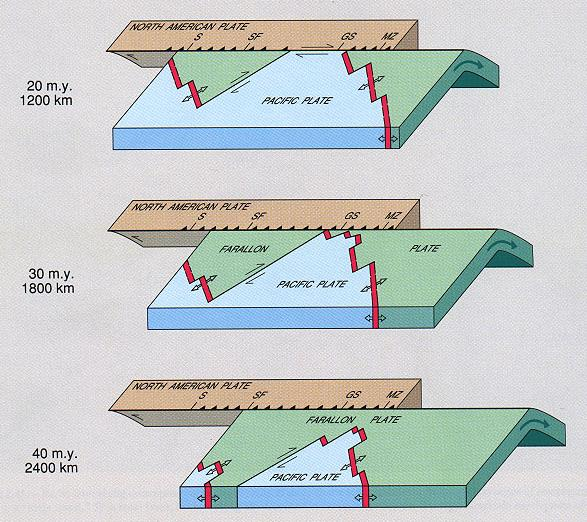 NORTH AMERICAN PLATE
S SF GS MZ
20 m.y.
1200 km
PACIFIC PLATE
NORTH AMERICAN PLATE
S SF GS MZ
FARALLON PLATE
30 m.y.
1800 km
PACIFIC PLATE
NORTH AMERICAN PLATE
S SF GS MZ
FARALLON PLATE
40 m.y.
2400 km
PACIFIC PLATE